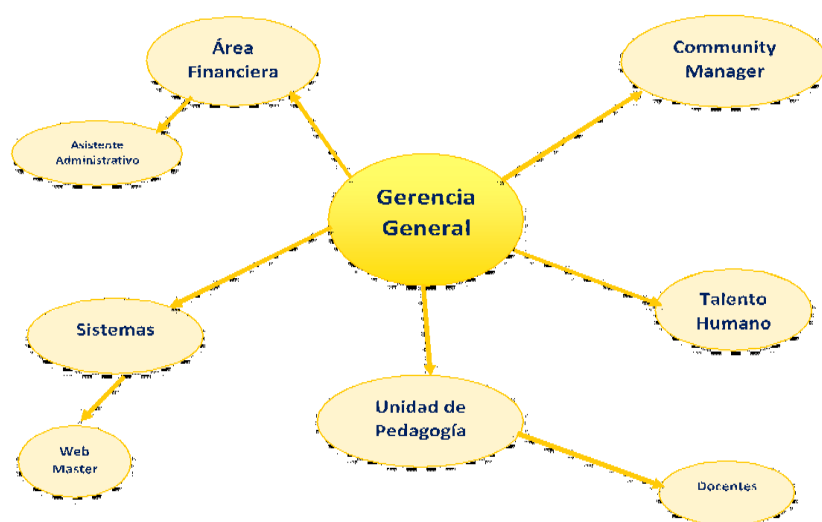 Área
Financiera
Community
Manager
Asistente
Administrativo
Gerencia
General
Sistemas
Talento
Humano
Unidad de
Pedagogía
Web
Master
Docentes